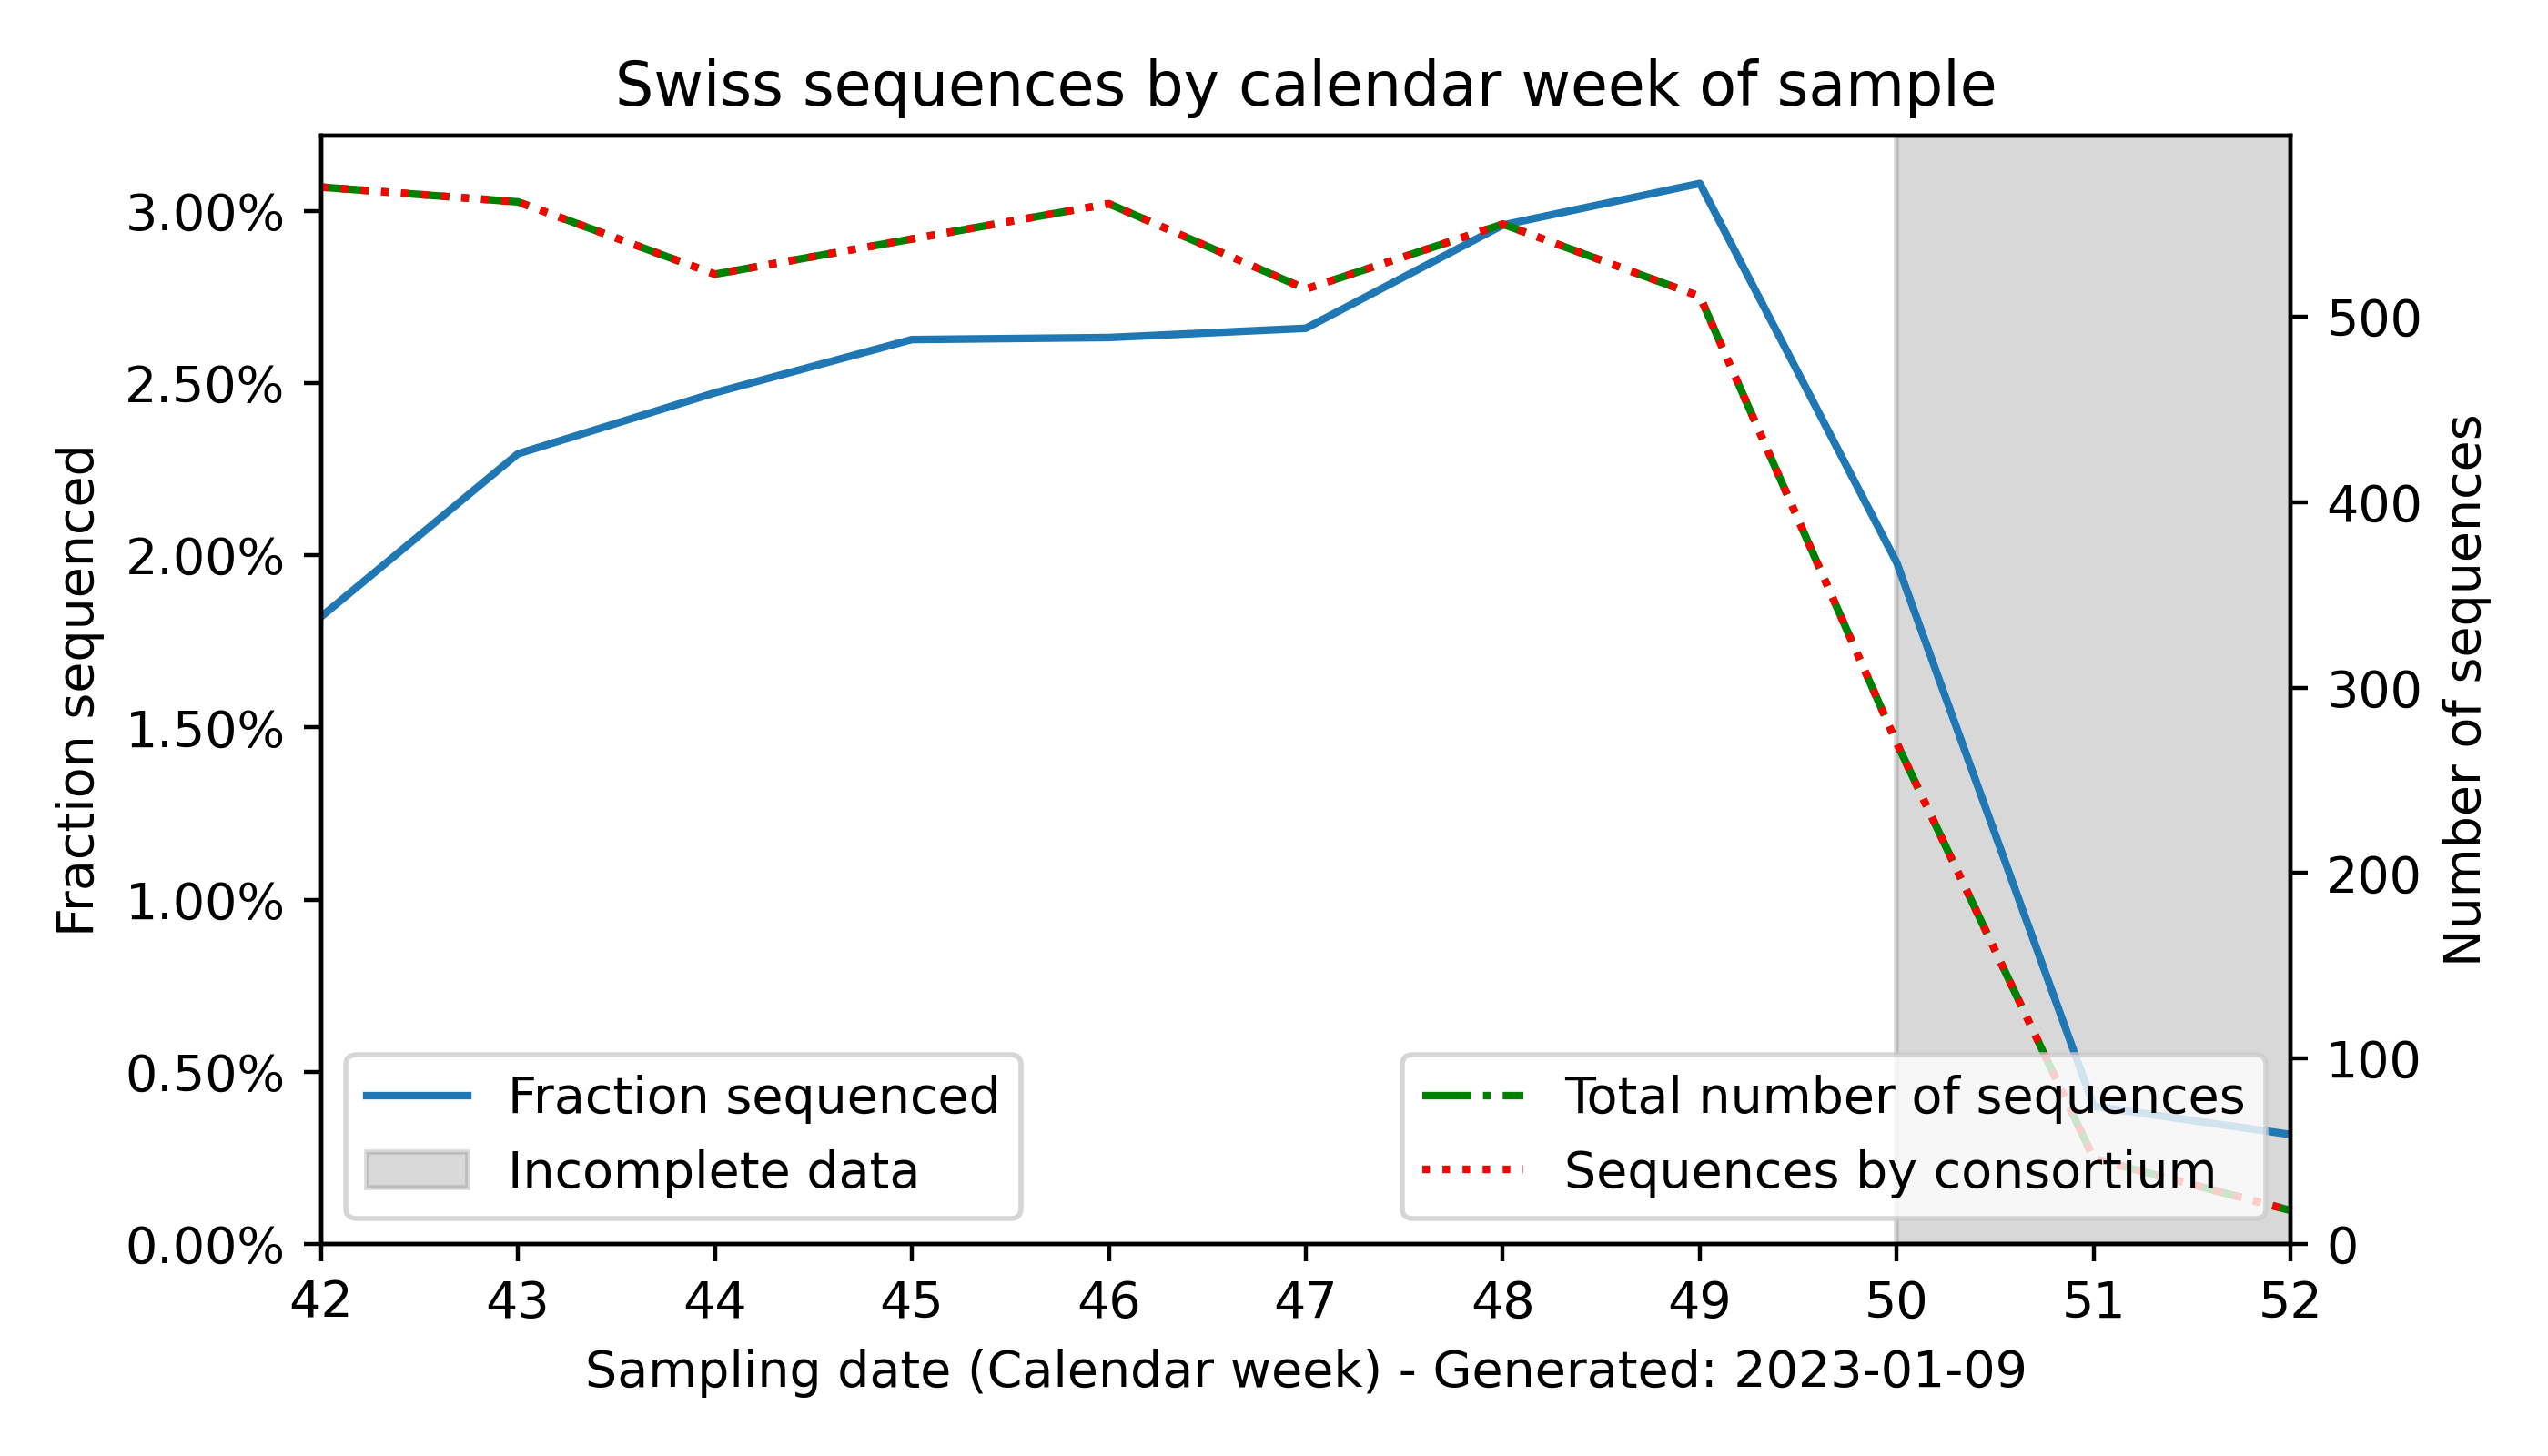 Swiss sequences by calendar week of sample
Fraction sequenced
3.00%
2.50%
2.00%
1.50%
1.00%
0.50%
0.00%
Number of sequences
500
400
300
200
100
0
Fraction sequenced
Incomplete data
Total number of sequences
Sequences by consortium
42 43 44 45 46 47 48 49 50 51 52
Sampling date (Calendar week) - Generated: 2023-01-09